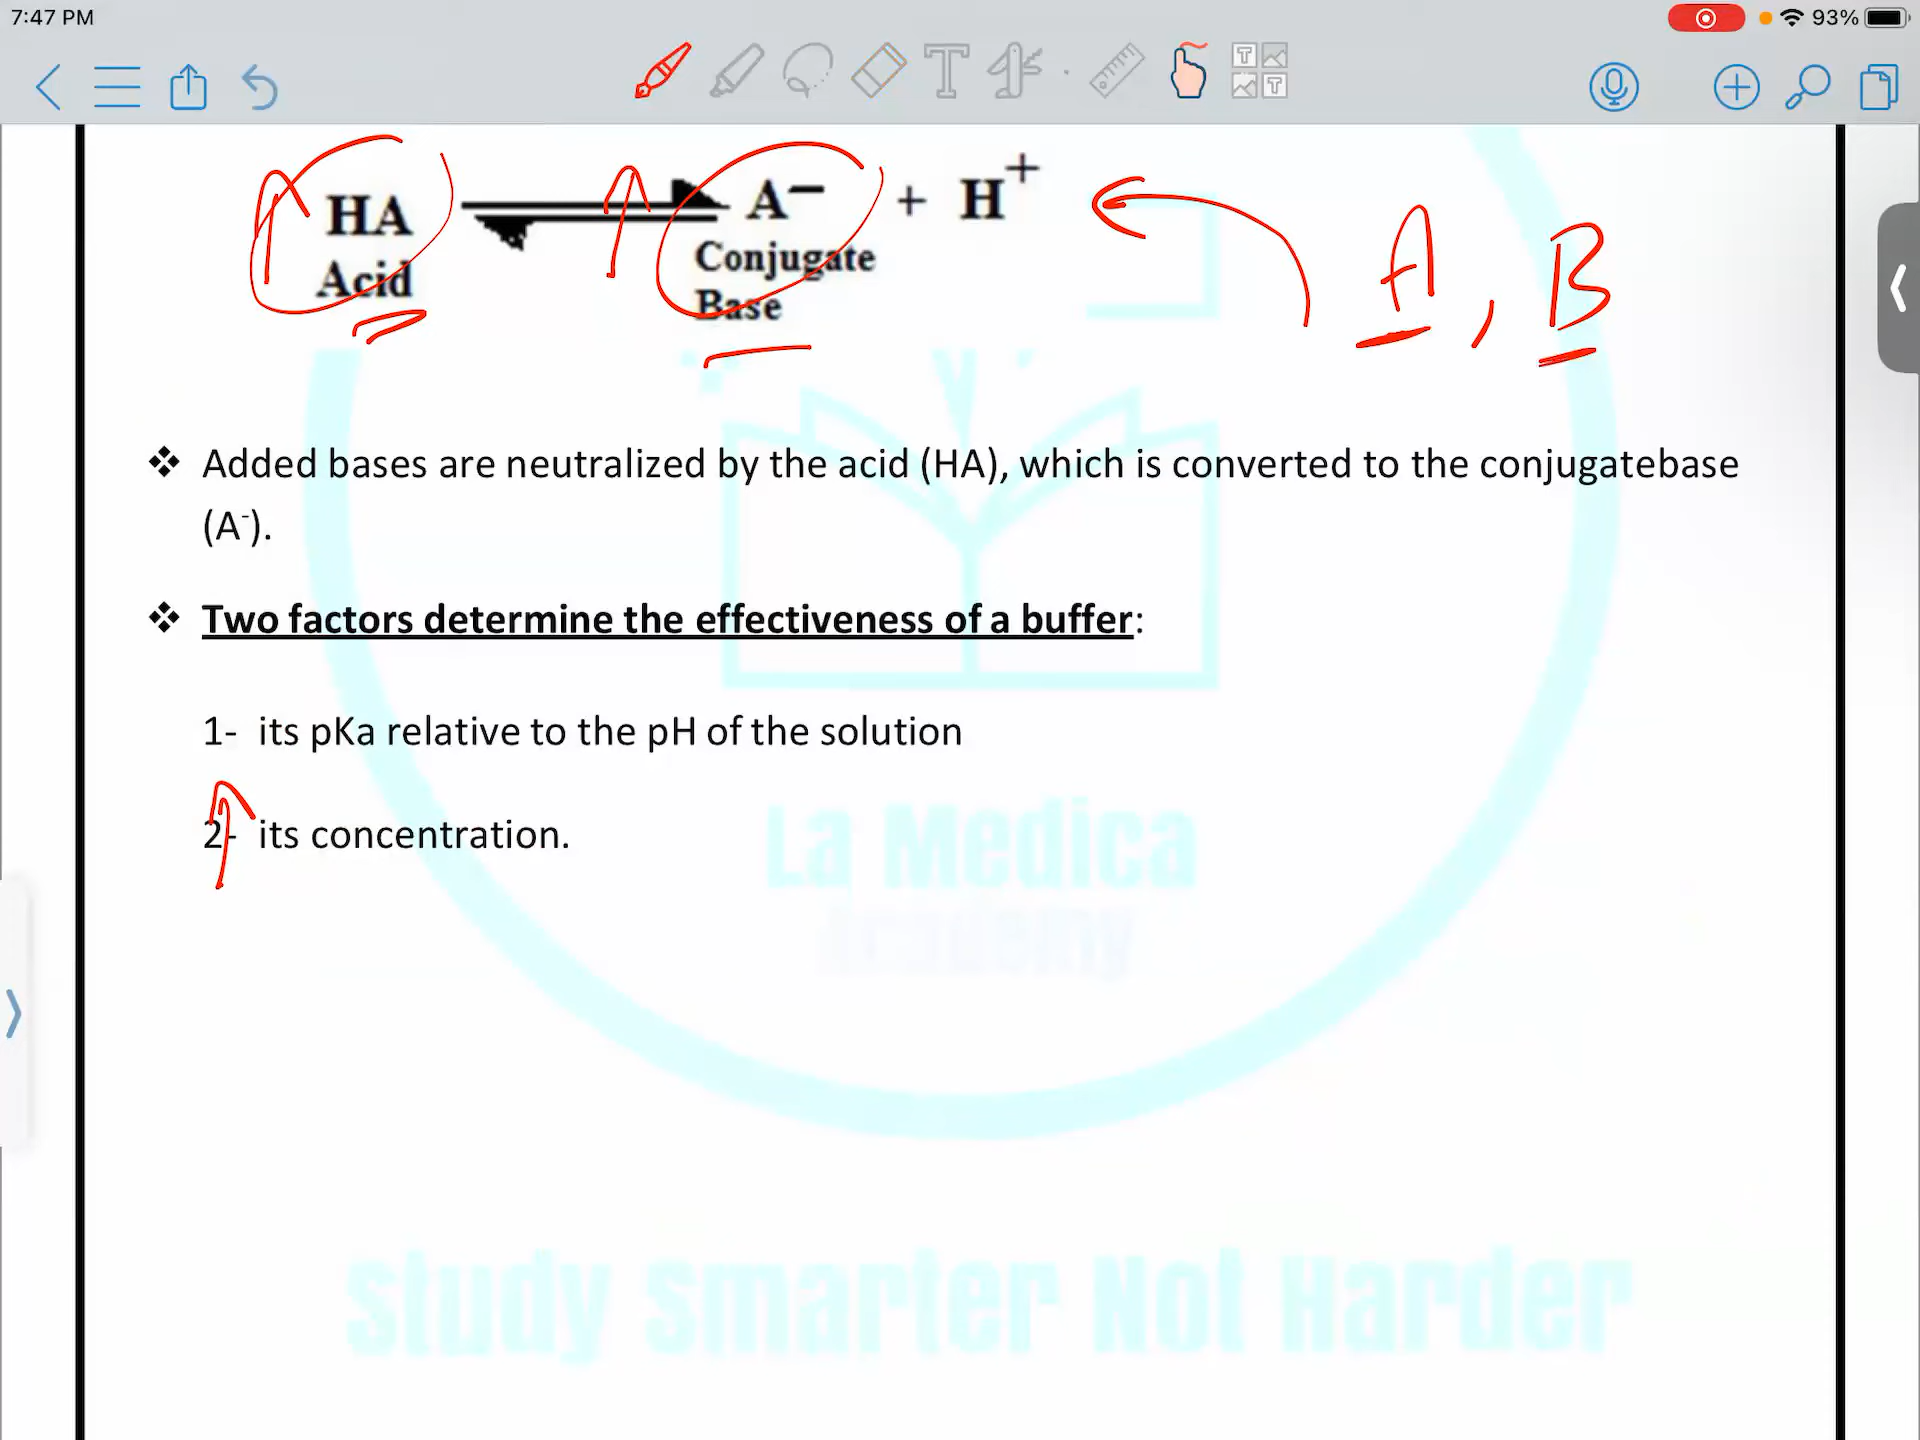 7:47 PM
93%
HA ⇌ A− + H+
Acid
Conjugate
Base
A, B
❖ Added bases are neutralized by the acid (HA), which is converted to the conjugatebase
(A-).
❖ Two factors determine the effectiveness of a buffer:
1- its pKa relative to the pH of the solution
2- its concentration.
La Medica
Academy
Study Smarter Not Harder